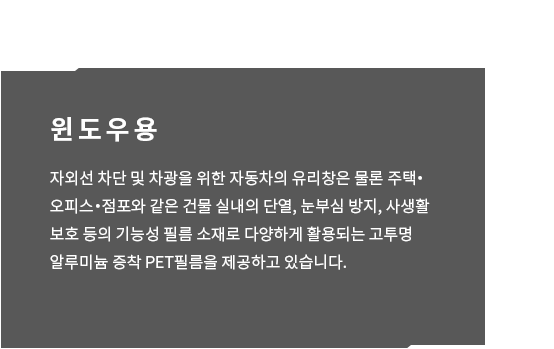 윈도우용
자외선 차단 및 차광을 위한 자동차의 유리창은 물론 주택•
오피스•점포와 같은 건물 실내의 단열, 눈부심 방지, 사생활
보호 등의 기능성 필름 소재로 다양하게 활용되는 고투명
알루미늄 증착 PET필름을 제공하고 있습니다.